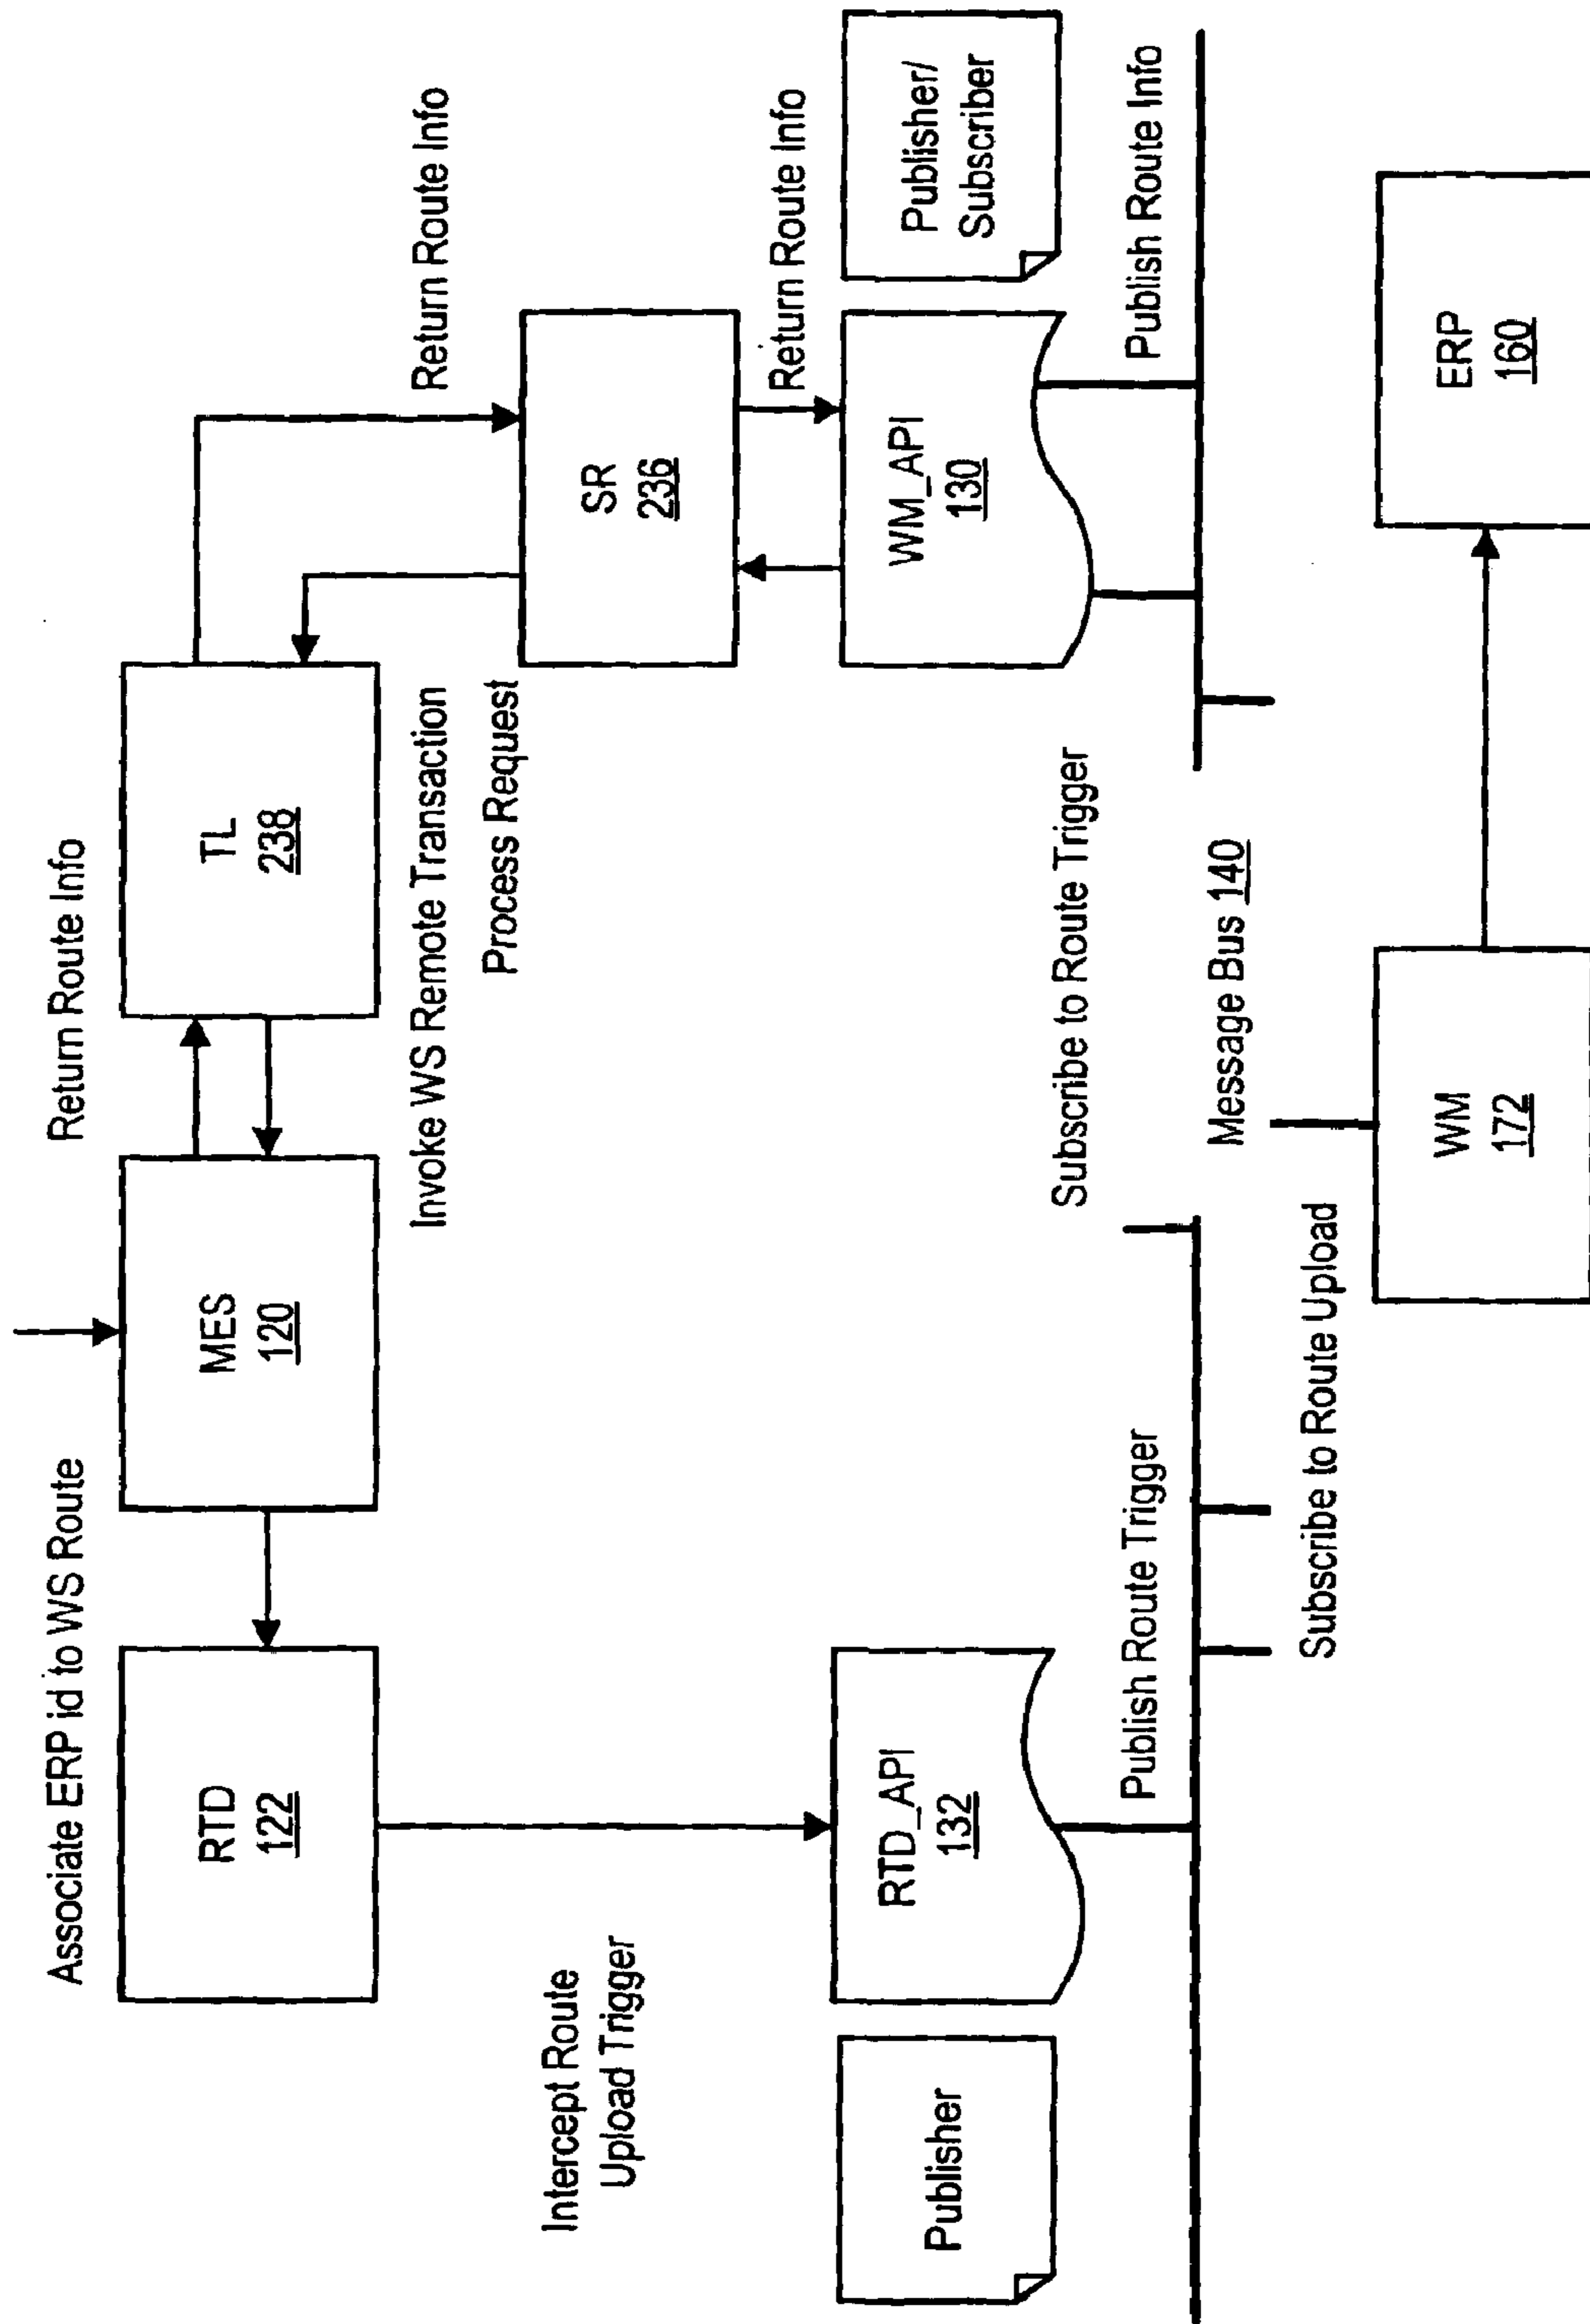 Associate ERP id to WS Route
Return Route Info
RTD
122
MES
120
TL
238
Invoke WS Remote Transaction
Process Request
Return Route Info
Intercept Route
Upload Trigger
SR
236
Return Route Info
Publisher
RTD_API
132
WM_API
130
Publisher/
Subscriber
Publish Route Trigger
Subscribe to Route Trigger
Publish Route Info
Message Bus 140
Subscribe to Route Upload
WM
172
ERP
160